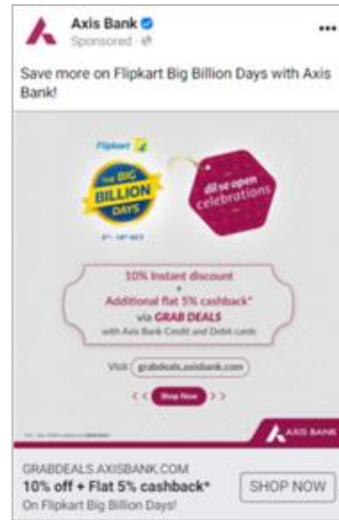 Axis Bank
Sponsored ·
Save more on Flipkart Big Billion Days with Axis
Bank!
Flipkart
THE BIG
BILLION
DAYS
dil se open
celebrations
10% Instant discount
+
Additional flat 5% cashback*
via GRAB DEALS
with Axis Bank Credit and Debit cards
Visit: grabdeals.axisbank.com
< < Shop Now > >
AXIS BANK
GRABDEALS.AXISBANK.COM
10% off + Flat 5% cashback*
On Flipkart Big Billion Days!
SHOP NOW